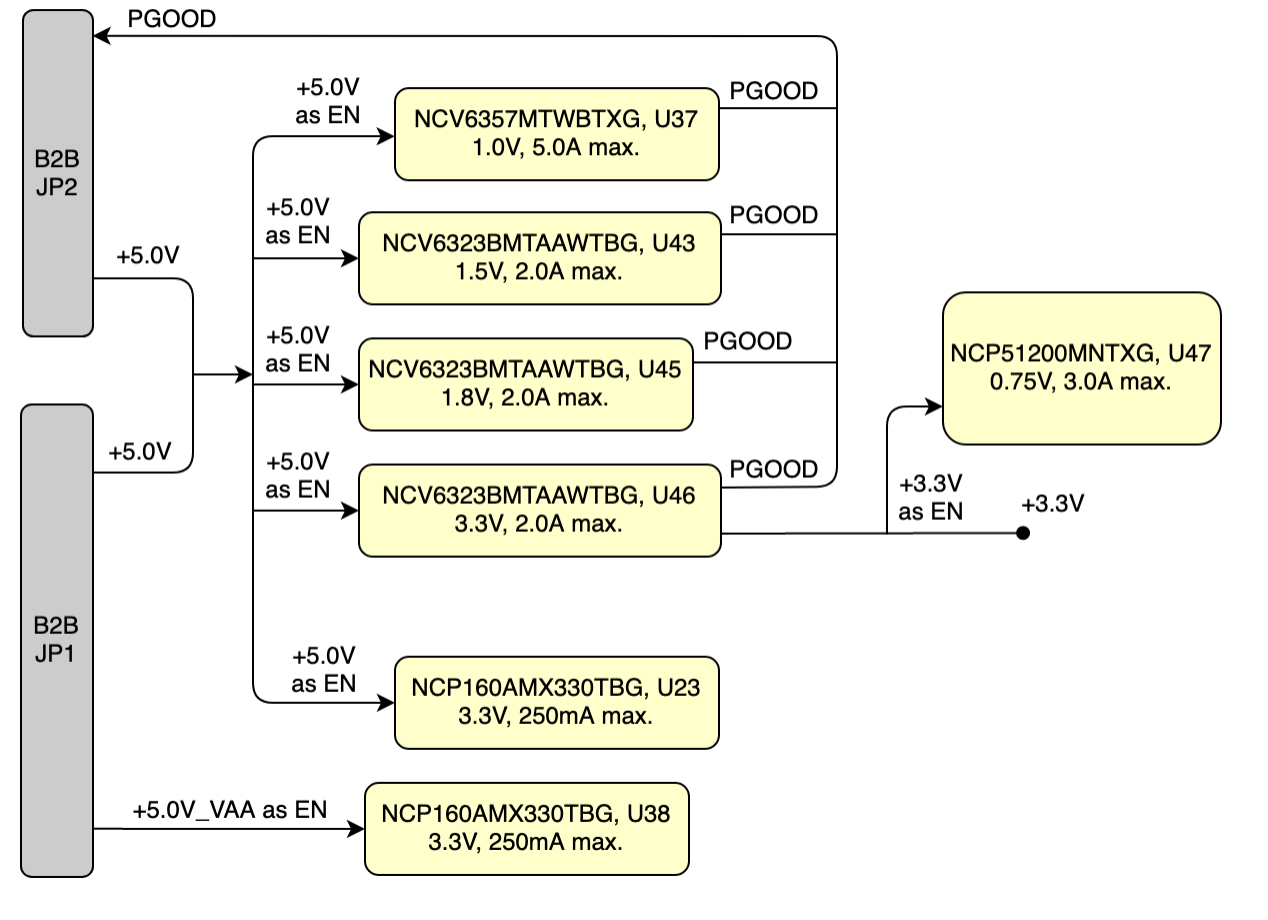 PGOOD
+5.0V
as EN
NCV6357MTWBTXG, U37
1.0V, 5.0A max.
PGOOD
B2B
JP2
+5.0V
as EN
NCV6323BMTAAWTBG, U43
1.5V, 2.0A max.
PGOOD
+5.0V
+5.0V
as EN
NCV6323BMTAAWTBG, U45
1.8V, 2.0A max.
PGOOD
NCP51200MNTXG, U47
0.75V, 3.0A max.
+5.0V
+5.0V
as EN
NCV6323BMTAAWTBG, U46
3.3V, 2.0A max.
PGOOD
+3.3V
as EN
+3.3V
B2B
JP1
+5.0V
as EN
NCP160AMX330TBG, U23
3.3V, 250mA max.
+5.0V_VAA as EN
NCP160AMX330TBG, U38
3.3V, 250mA max.